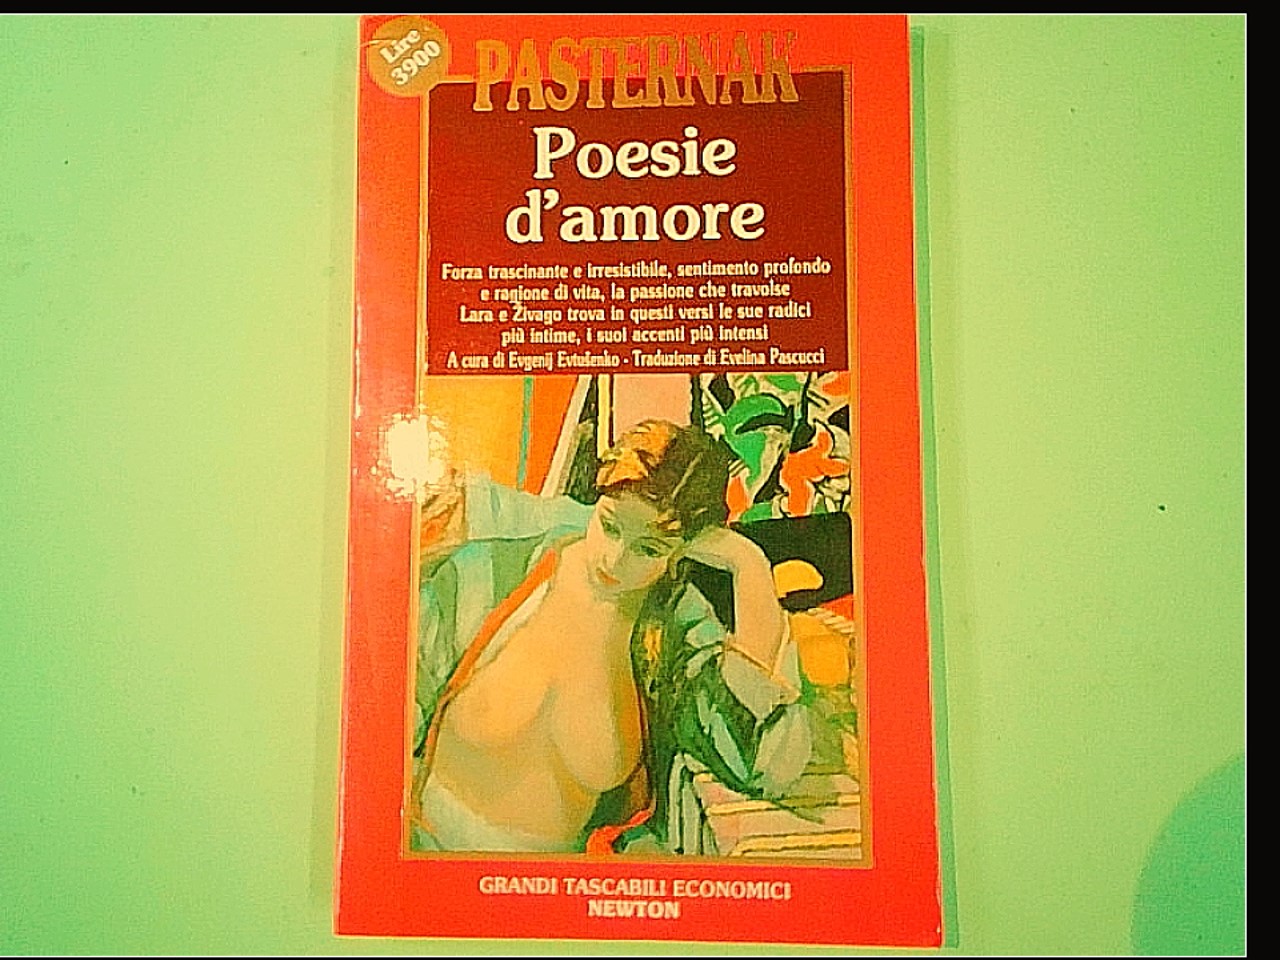 Lire
3900
PASTERNAK
Poesie
d'amore
Forza trascinante e irresistibile, sentimento profondo
e ragione di vita, la passione che travolse
Lara e Živago trova in questi versi le sue radici
più intime, i suoi accenti più intensi
A cura di Evgenij Evtušenko - Traduzione di Evelina Pascucci
GRANDI TASCABILI ECONOMICI
NEWTON